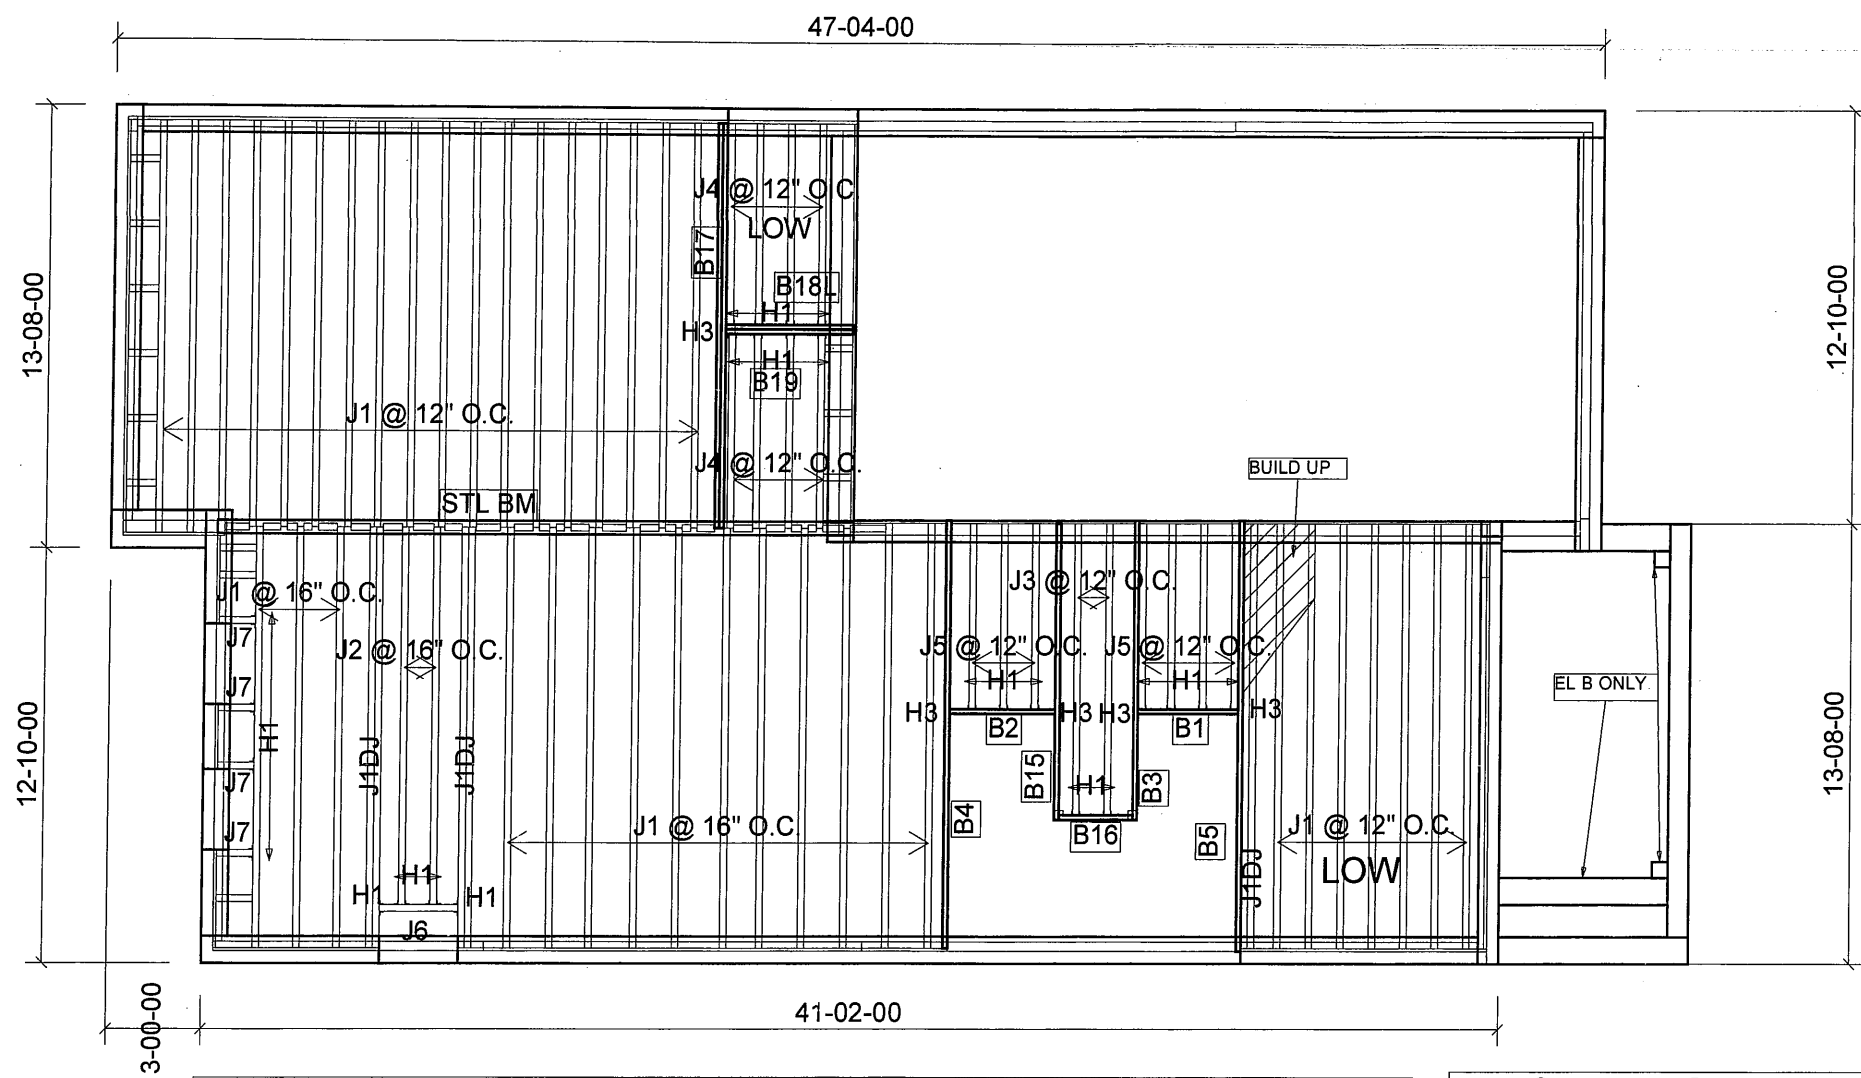 47-04-00
J4 @ 12" O.C
LOW
B17
B18L
H1
H3
13-08-00
12-10-00
H1
B19
J1 @ 12" O.C.
J4 @ 12" O.C.
BUILD UP
STL BM
J1 @ 16" O.C.
J3 @ 12" O.C.
J7
J2 @ 16" O.C.
J5 @ 12" O.C.
J5 @ 12" O.C.
J7
H1
H1
EL B ONLY
12-10-00
H1
H3
H3
H3
H3
B2
B1
13-08-00
J1DJ
J1DJ
J7
B15
H1
B3
J7
J1 @ 16" O.C.
B4
B16
B5
J1 @ 12" O.C.
LOW
J1DJ
H1
H1
H1
J6
3-00-00
41-02-00